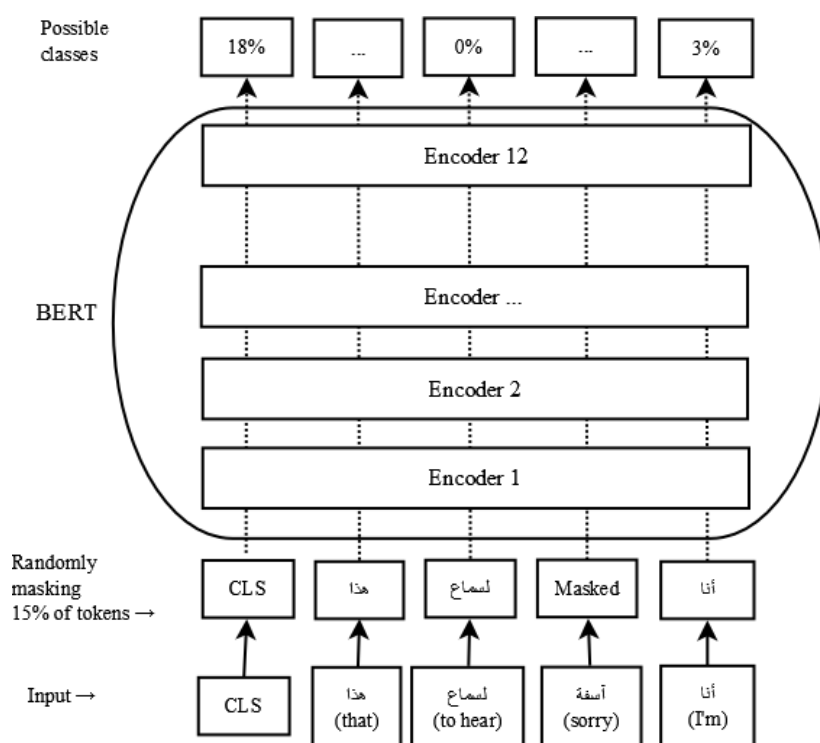 Possible
classes
18%
...
0%
...
3%
Encoder 12
Encoder ...
BERT
Encoder 2
Encoder 1
Randomly
masking
15% of tokens →
CLS
هذا
لسماع
Masked
أنا
Input →
CLS
هذا
(that)
لسماع
(to hear)
آسفة
(sorry)
أنا
(I'm)